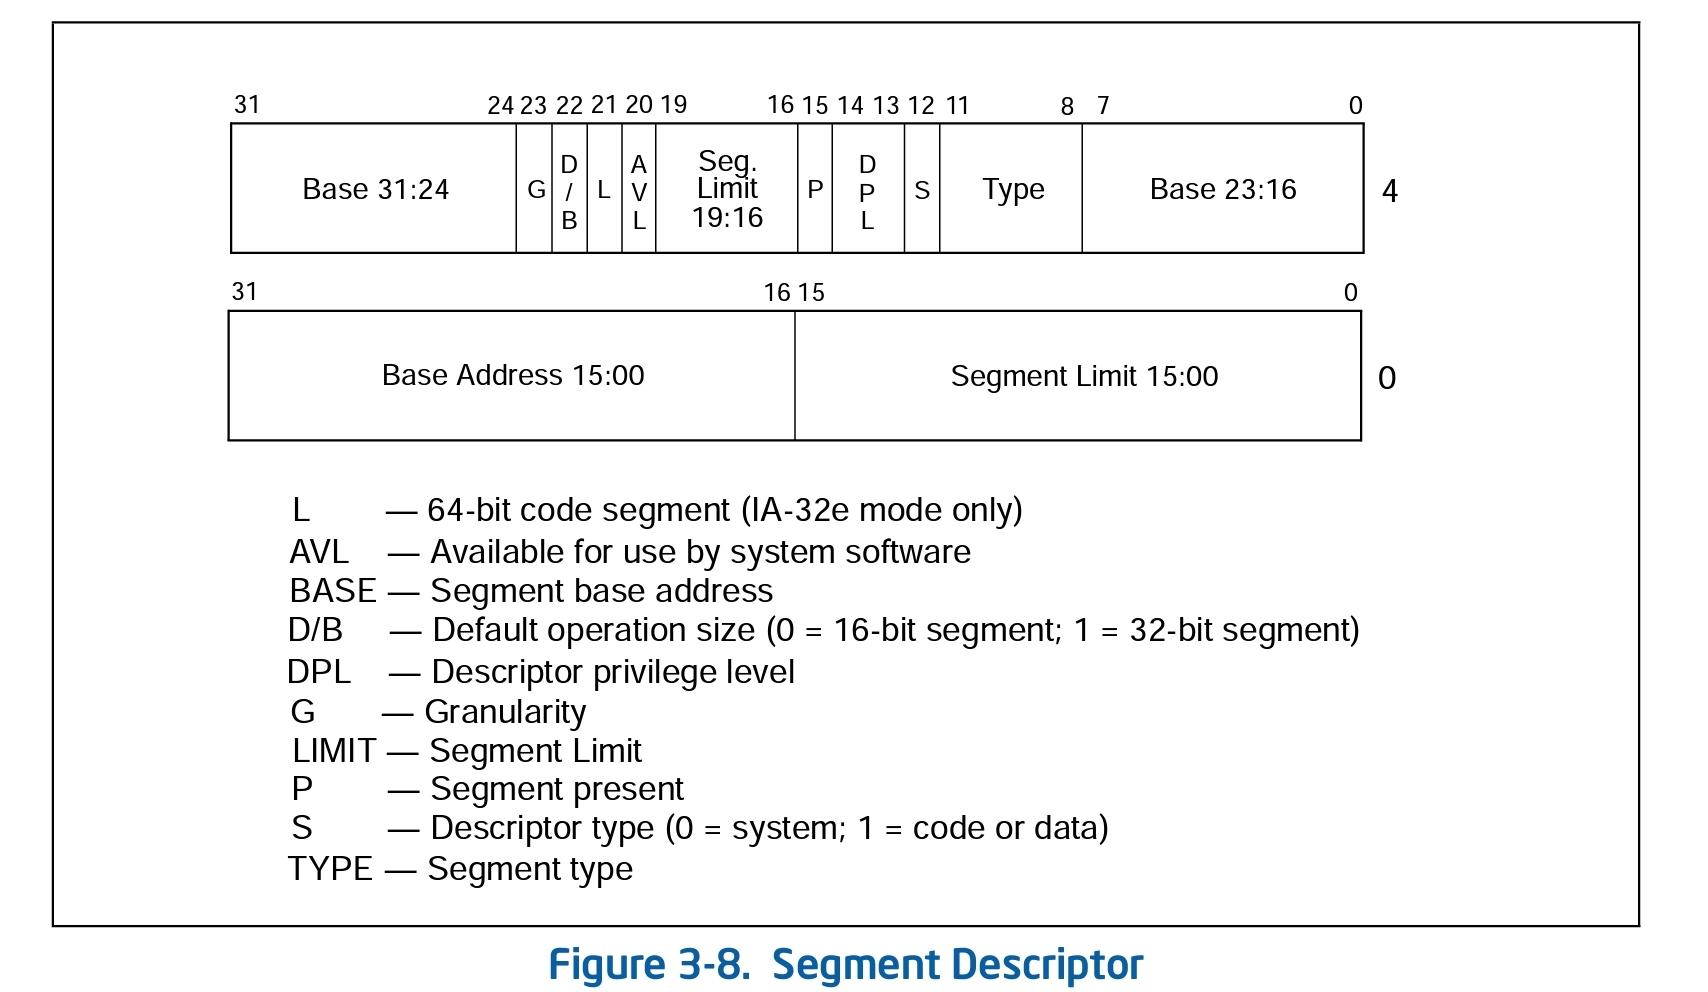 31 24 23 22 21 20 19 16 15 14 13 12 11 8 7 0
Base 31:24 G D/B L AVL Seg. Limit 19:16 P DPL S Type Base 23:16 4
31 16 15 0
Base Address 15:00 Segment Limit 15:00 0
L — 64-bit code segment (IA-32e mode only)
AVL — Available for use by system software
BASE — Segment base address
D/B — Default operation size (0 = 16-bit segment; 1 = 32-bit segment)
DPL — Descriptor privilege level
G — Granularity
LIMIT — Segment Limit
P — Segment present
S — Descriptor type (0 = system; 1 = code or data)
TYPE — Segment type
Figure 3-8. Segment Descriptor